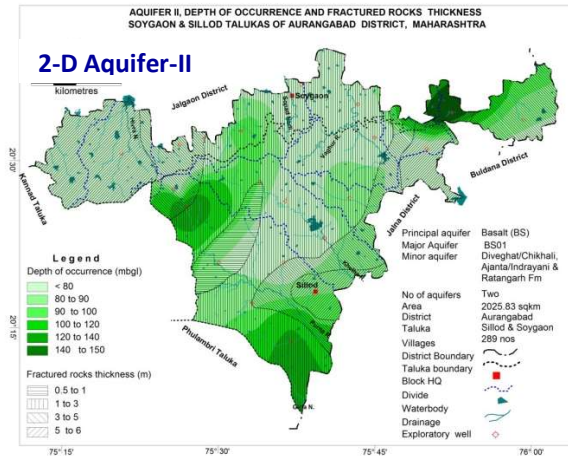 AQUIFER II, DEPTH OF OCCURRENCE AND FRACTURED ROCKS THICKNESS
SOYGAON & SILLOD TALUKAS OF AURANGABAD DISTRICT, MAHARASHTRA
2-D Aquifer-II
kilometres
Jalgaon District
Soygaon
Buldana District
20°30'
Kannad Taluka
Jalna District
Principal aquifer Basalt (BS)
Major Aquifer BS01
Minor aquifer Diveghat/Chikhali,
Ajanta/Indrayani &
Ratangarh Fm
Legend
Depth of occurrence (mbgl)
< 80
80 to 90
90 to 100
100 to 120
120 to 140
140 to 150
Sillod
No of aquifers Two
Area 2025.83 sqkm
District Aurangabad
Taluka Sillod & Soygaon
Villages 289 nos
District Boundary
Taluka boundary
Block HQ
Divide
Waterbody
Drainage
Exploratory well
20°15'
Phulambri Taluka
Fractured rocks thickness (m)
0.5 to 1
1 to 3
3 to 5
5 to 6
75°15' 75°30' 75°45' 76°00'